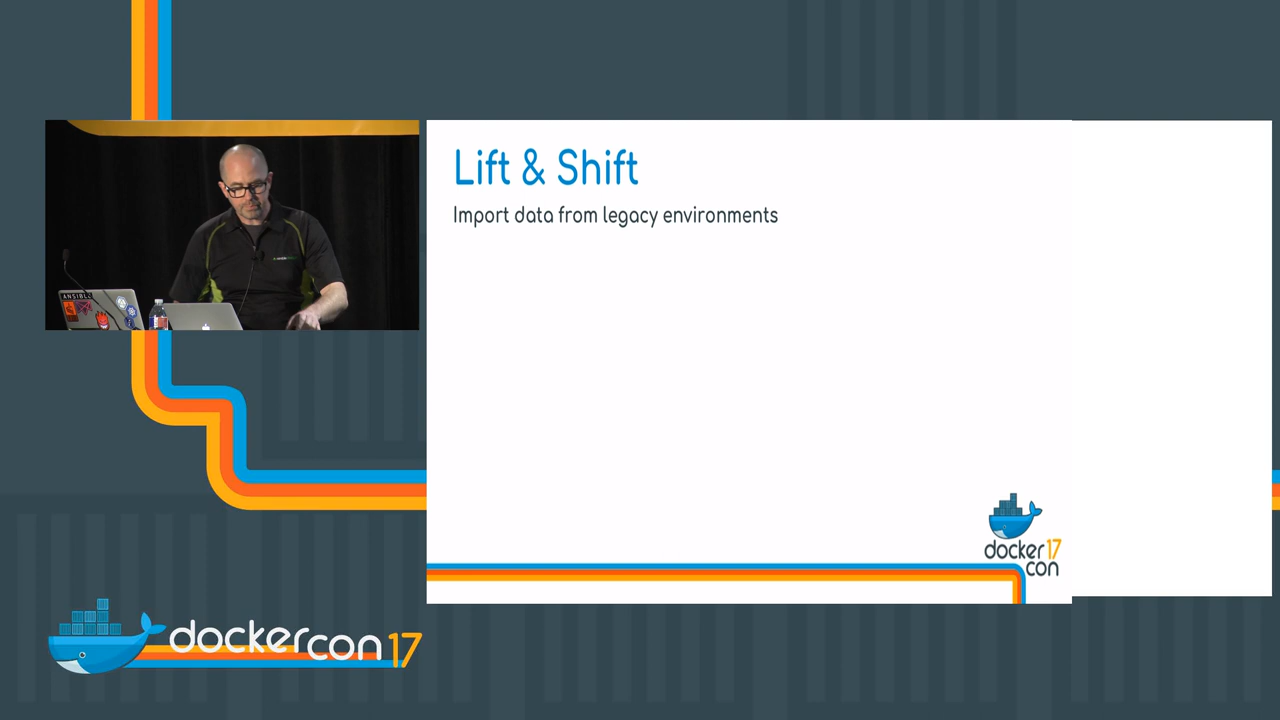 Lift & Shift
Import data from legacy environments
ANSIBLE
docker 17
con
dockercon 17